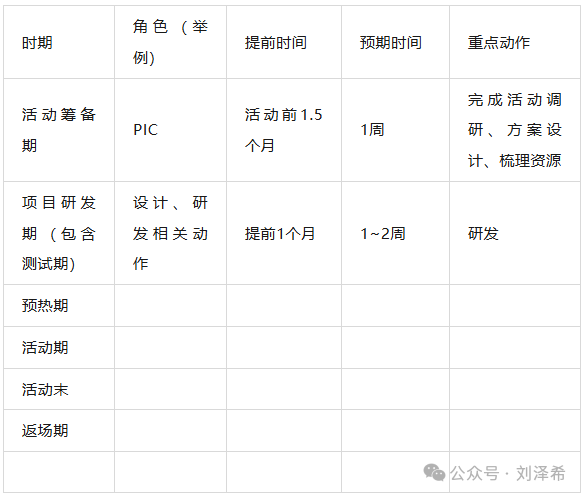 时期
角色（举
例)
提前时间
预期时间
重点动作
活动筹备
期
PIC
活动前1.5
个月
1周
完成活动调
研、方案设
计、梳理资源
项目研发
期（包含
测试期)
设计、研
发相关动
作
提前1个月
1~2周
研发
预热期
活动期
活动末
返场期
公众号·刘泽希